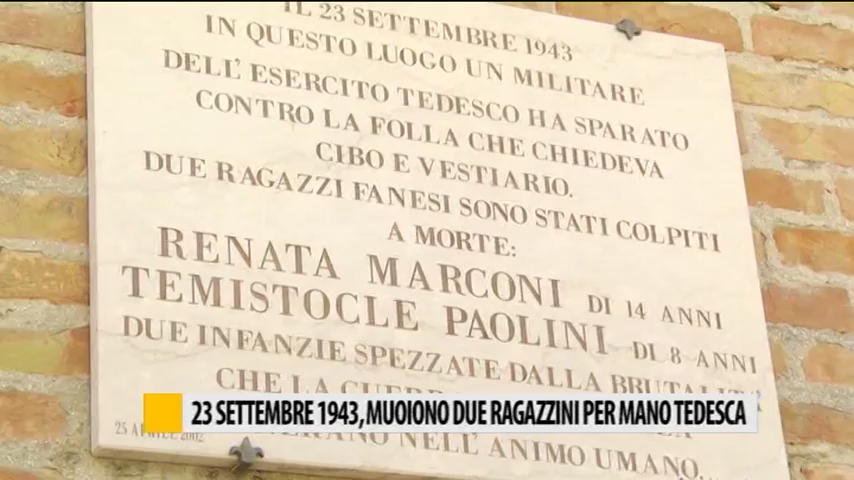 IL 23 SETTEMBRE 1943
IN QUESTO LUOGO UN MILITARE
DELL'ESERCITO TEDESCO HA SPARATO
CONTRO LA FOLLA CHE CHIEDEVA
CIBO E VESTIARIO.
DUE RAGAZZI FANESI SONO STATI COLPITI
A MORTE:
RENATA MARCONI DI 14 ANNI
TEMISTOCLE PAOLINI DI 8 ANNI
DUE INFANZIE SPEZZATE DALLA BRUTALITÀ
CHE LA
NELL'ANIMO UMANO.
25 APRILE 2002
23 SETTEMBRE 1943, MUOIONO DUE RAGAZZINI PER MANO TEDESCA